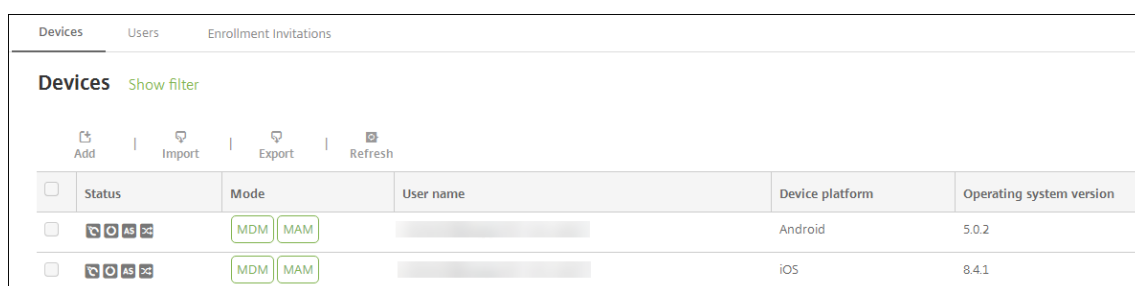 Devices Users Enrollment Invitations
Devices Show filter
Add | Import | Export | Refresh
Status Mode User name Device platform Operating system version
AS MDM MAM Android 5.0.2
AS MDM MAM iOS 8.4.1